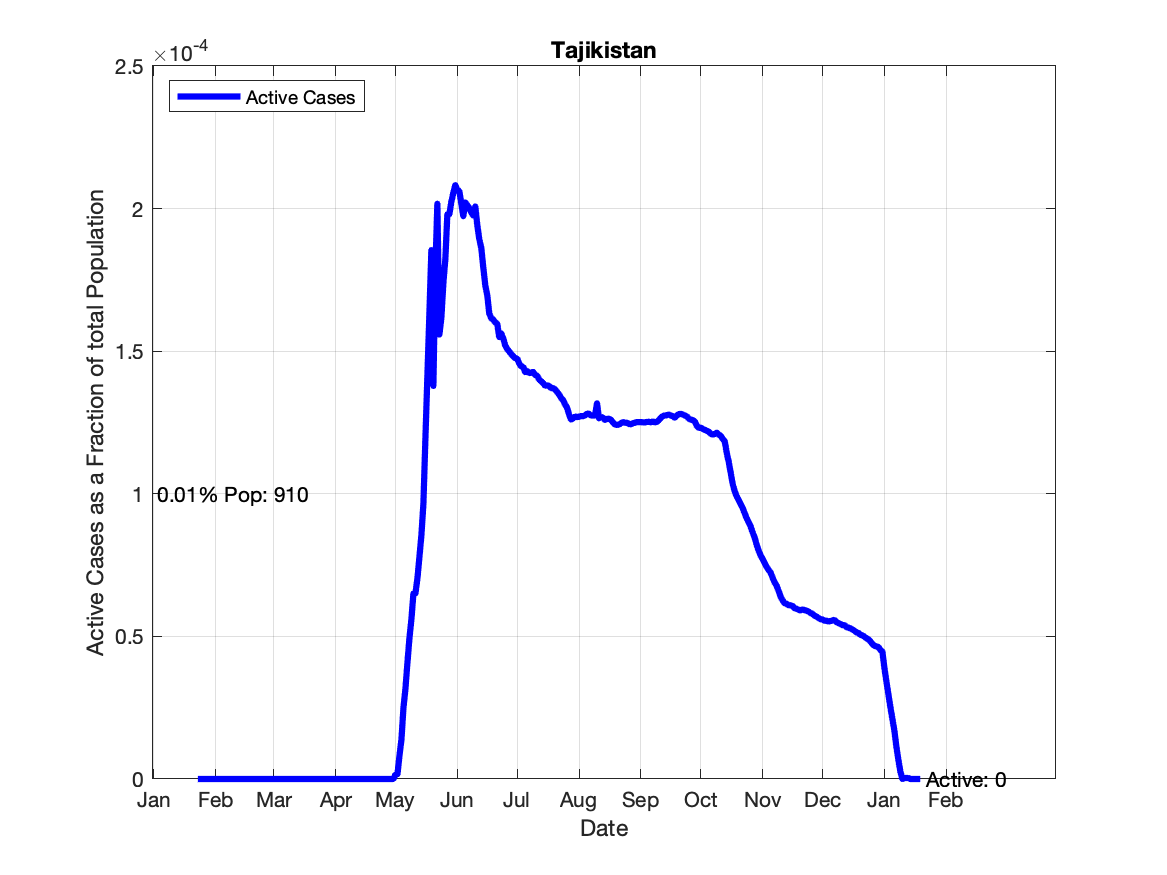 Tajikistan
×10-4
Active Cases
2.5
2
1.5
1
0.5
0
0.01% Pop: 910
Active: 0
Active Cases as a Fraction of total Population
Jan Feb Mar Apr May Jun Jul Aug Sep Oct Nov Dec Jan Feb
Date